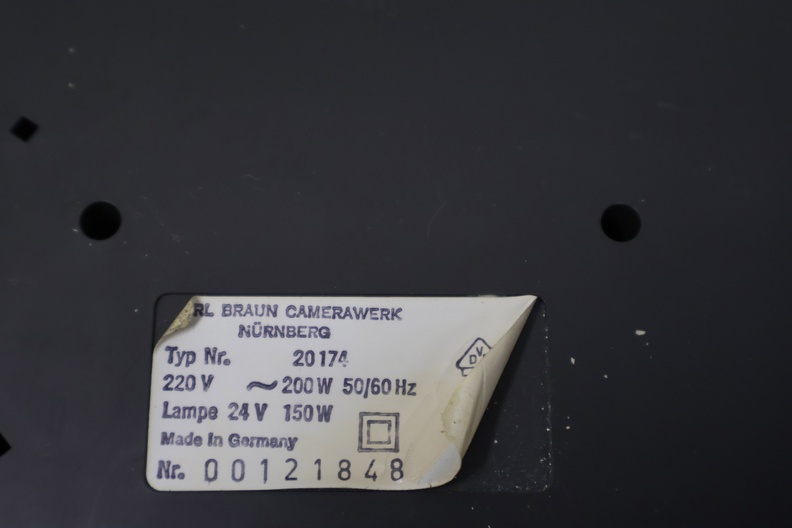 RL BRAUN CAMERAWERK
NÜRNBERG
Typ Nr. 20174
220 V ~ 200 W 50/60 Hz
Lampe 24 V 150 W
Made in Germany
Nr. 00121848